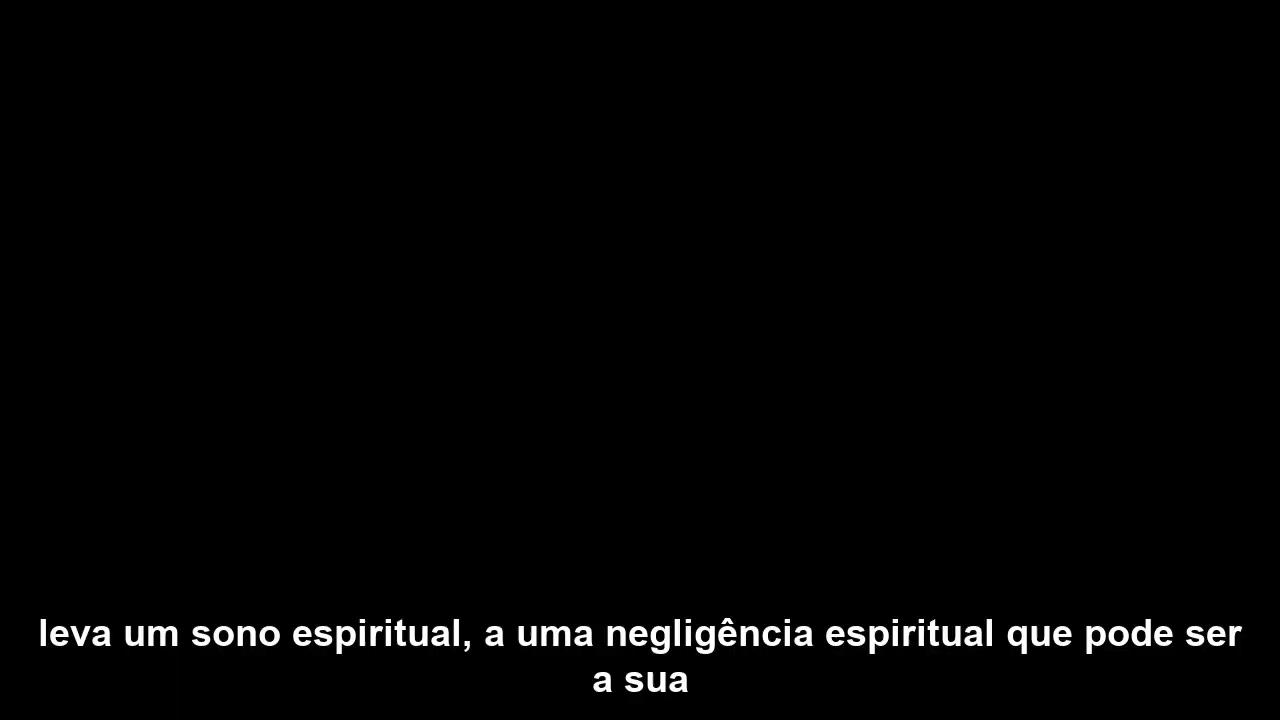 leva um sono espiritual, a uma negligência espiritual que pode ser
a sua